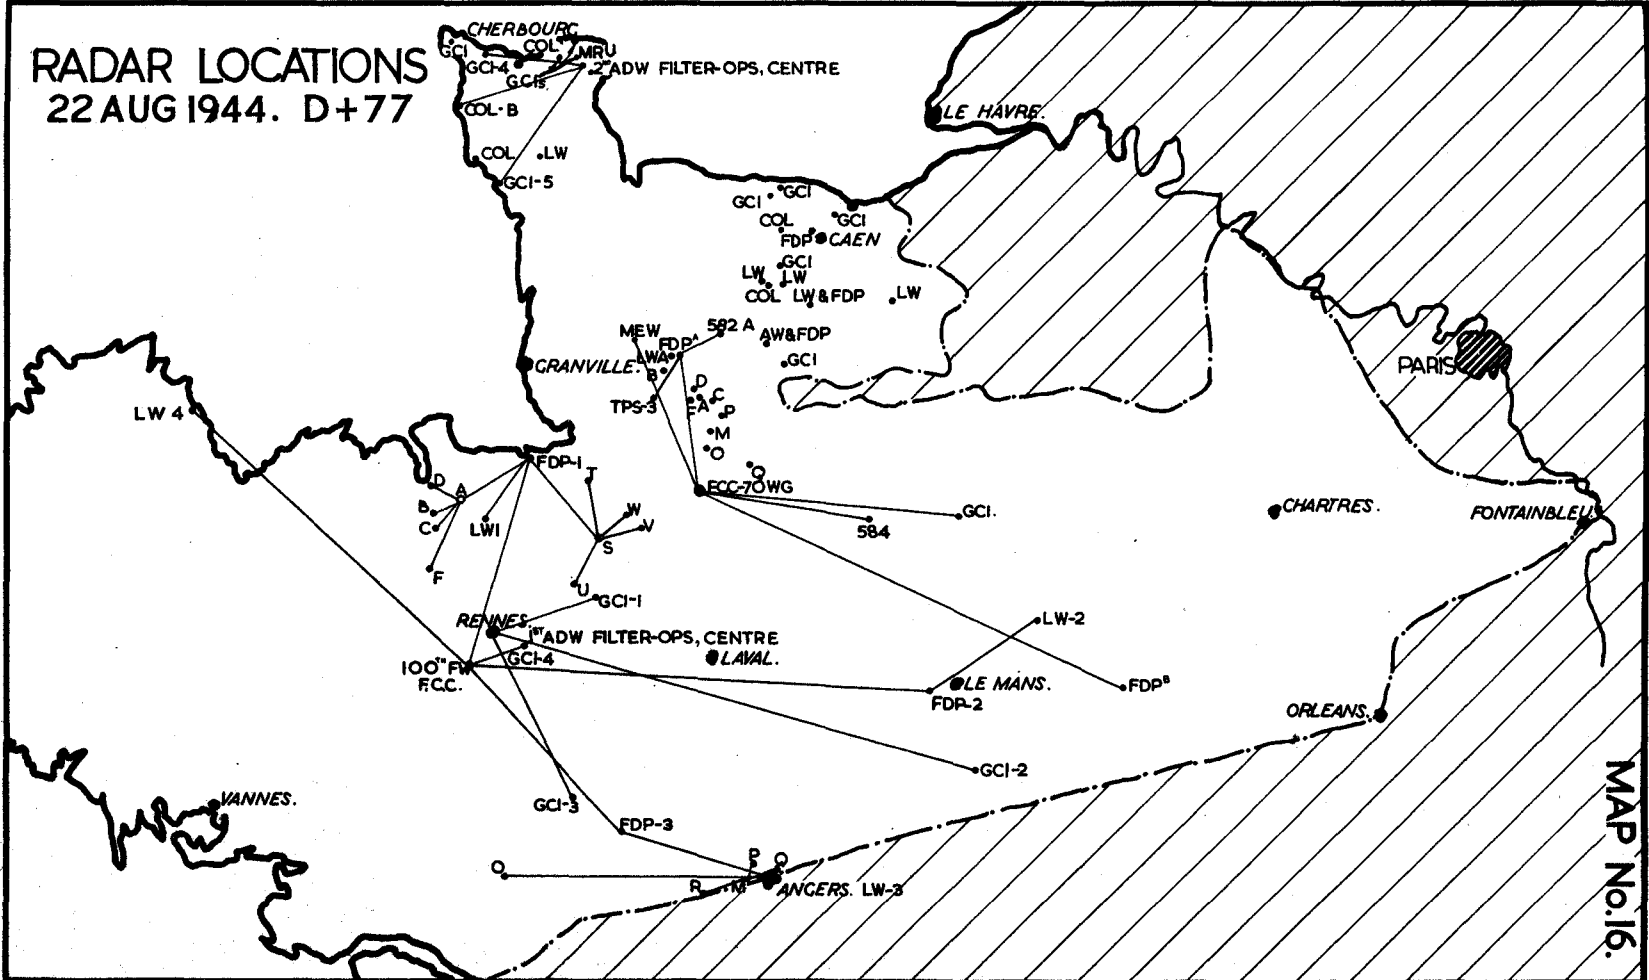 RADAR LOCATIONS
22 AUG 1944. D+77
CHERBOURG
GCI
COL
MRU
GCI-4
2ND ADW FILTER-OPS, CENTRE
GCIs
COL-B
COL
LW
GCI-5
LE HAVRE.
GCI
GCI
COL
GCI
FDP
CAEN
GCI
LW
LW
COL
LW & FDP
LW
MEW
FDP A
582 A
AW & FDP
LWA
B
GCI
GRANVILLE.
TPS-3
D
C
E
A
P
M
O
Q
FCC-70 WG
PARIS
LW 4
FDP-1
T
D
A
B
C
LW1
W
V
S
F
U
GCI.
584
CHARTRES.
FONTAINBLEU
GCI-1
RENNES.
1ST ADW FILTER-OPS, CENTRE
GCI-4
100TH FW
F.C.C.
LAVAL.
LW-2
LE MANS.
FDP B
FDP-2
ORLEANS.
GCI-2
VANNES.
GCI-3
FDP-3
O
P
Q
R
M
ANGERS. LW-3
MAP No. 16.